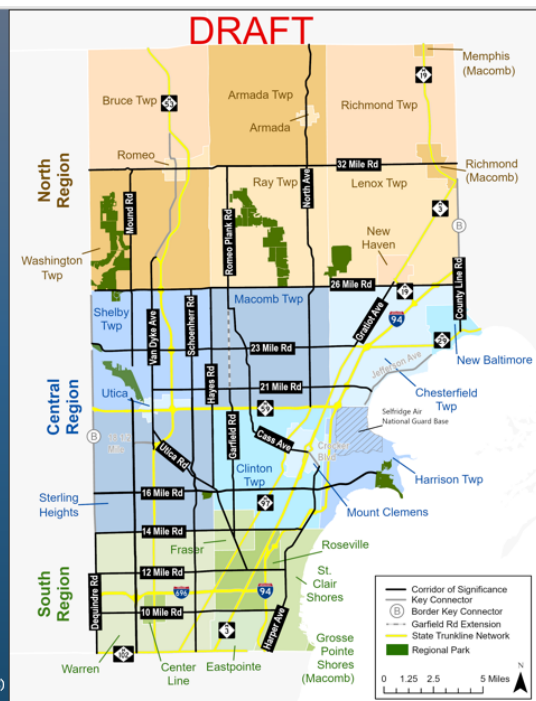 DRAFT
Memphis
(Macomb)
19
Bruce Twp
53
Armada Twp
Richmond Twp
Armada
Romeo
32 Mile Rd
Richmond
(Macomb)
North
Region
Mound Rd
Ray Twp
North Ave
Lenox Twp
3
Romeo Plank Rd
B
Washington
Twp
New
Haven
26 Mile Rd
19
County Line Rd
Shelby
Twp
Van Dyke Ave
Schoenherr Rd
Macomb Twp
Gratiot Ave
94
29
23 Mile Rd
New Baltimore
Jefferson Ave
Central
Region
Utica
Hayes Rd
21 Mile Rd
Chesterfield
Twp
59
Selfridge Air
National Guard Base
B
Garfield Rd
Cass Ave
Utica Rd
Clinton
Twp
Harrison Twp
16 Mile Rd
Sterling
Heights
97
Mount Clemens
14 Mile Rd
Fraser
Roseville
12 Mile Rd
St.
Clair
Shores
South
Region
Dequindre Rd
696
94
10 Mile Rd
Harper Ave
3
102
Warren
Center
Line
Eastpointe
Grosse
Pointe
Shores
(Macomb)
Corridor of Significance
Key Connector
B Border Key Connector
Garfield Rd Extension
State Trunkline Network
Regional Park
N
0 1.25 2.5 5 Miles